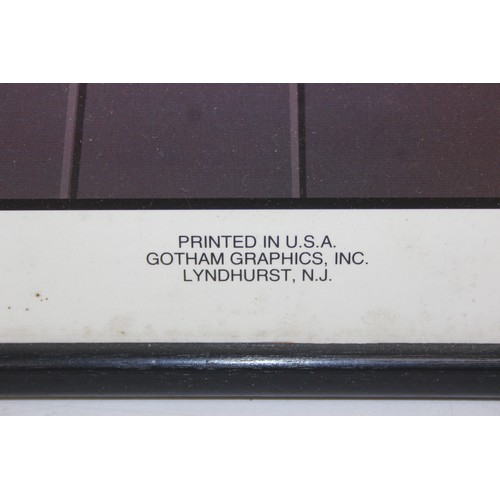 PRINTED IN U.S.A.
GOTHAM GRAPHICS, INC.
LYNDHURST, N.J.